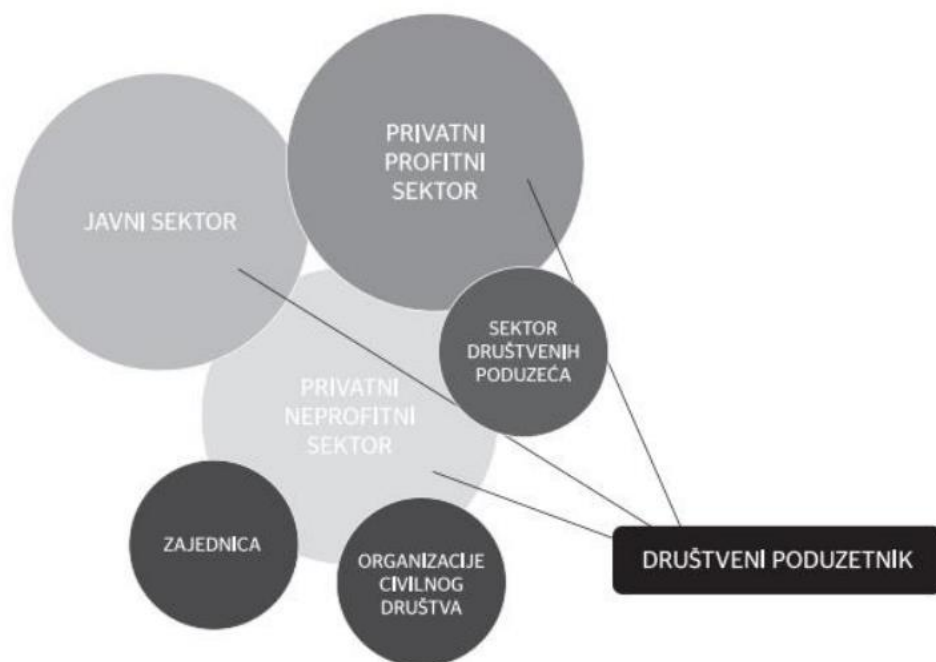 PRIVATNI
PROFITNI
SEKTOR
JAVNI SEKTOR
SEKTOR
DRUŠTVENIH
PODUZEĆA
PRIVATNI
NEPROFITNI
SEKTOR
ZAJEDNICA
ORGANIZACIJE
CIVILNOG
DRUŠTVA
DRUŠTVENI PODUZETNIK